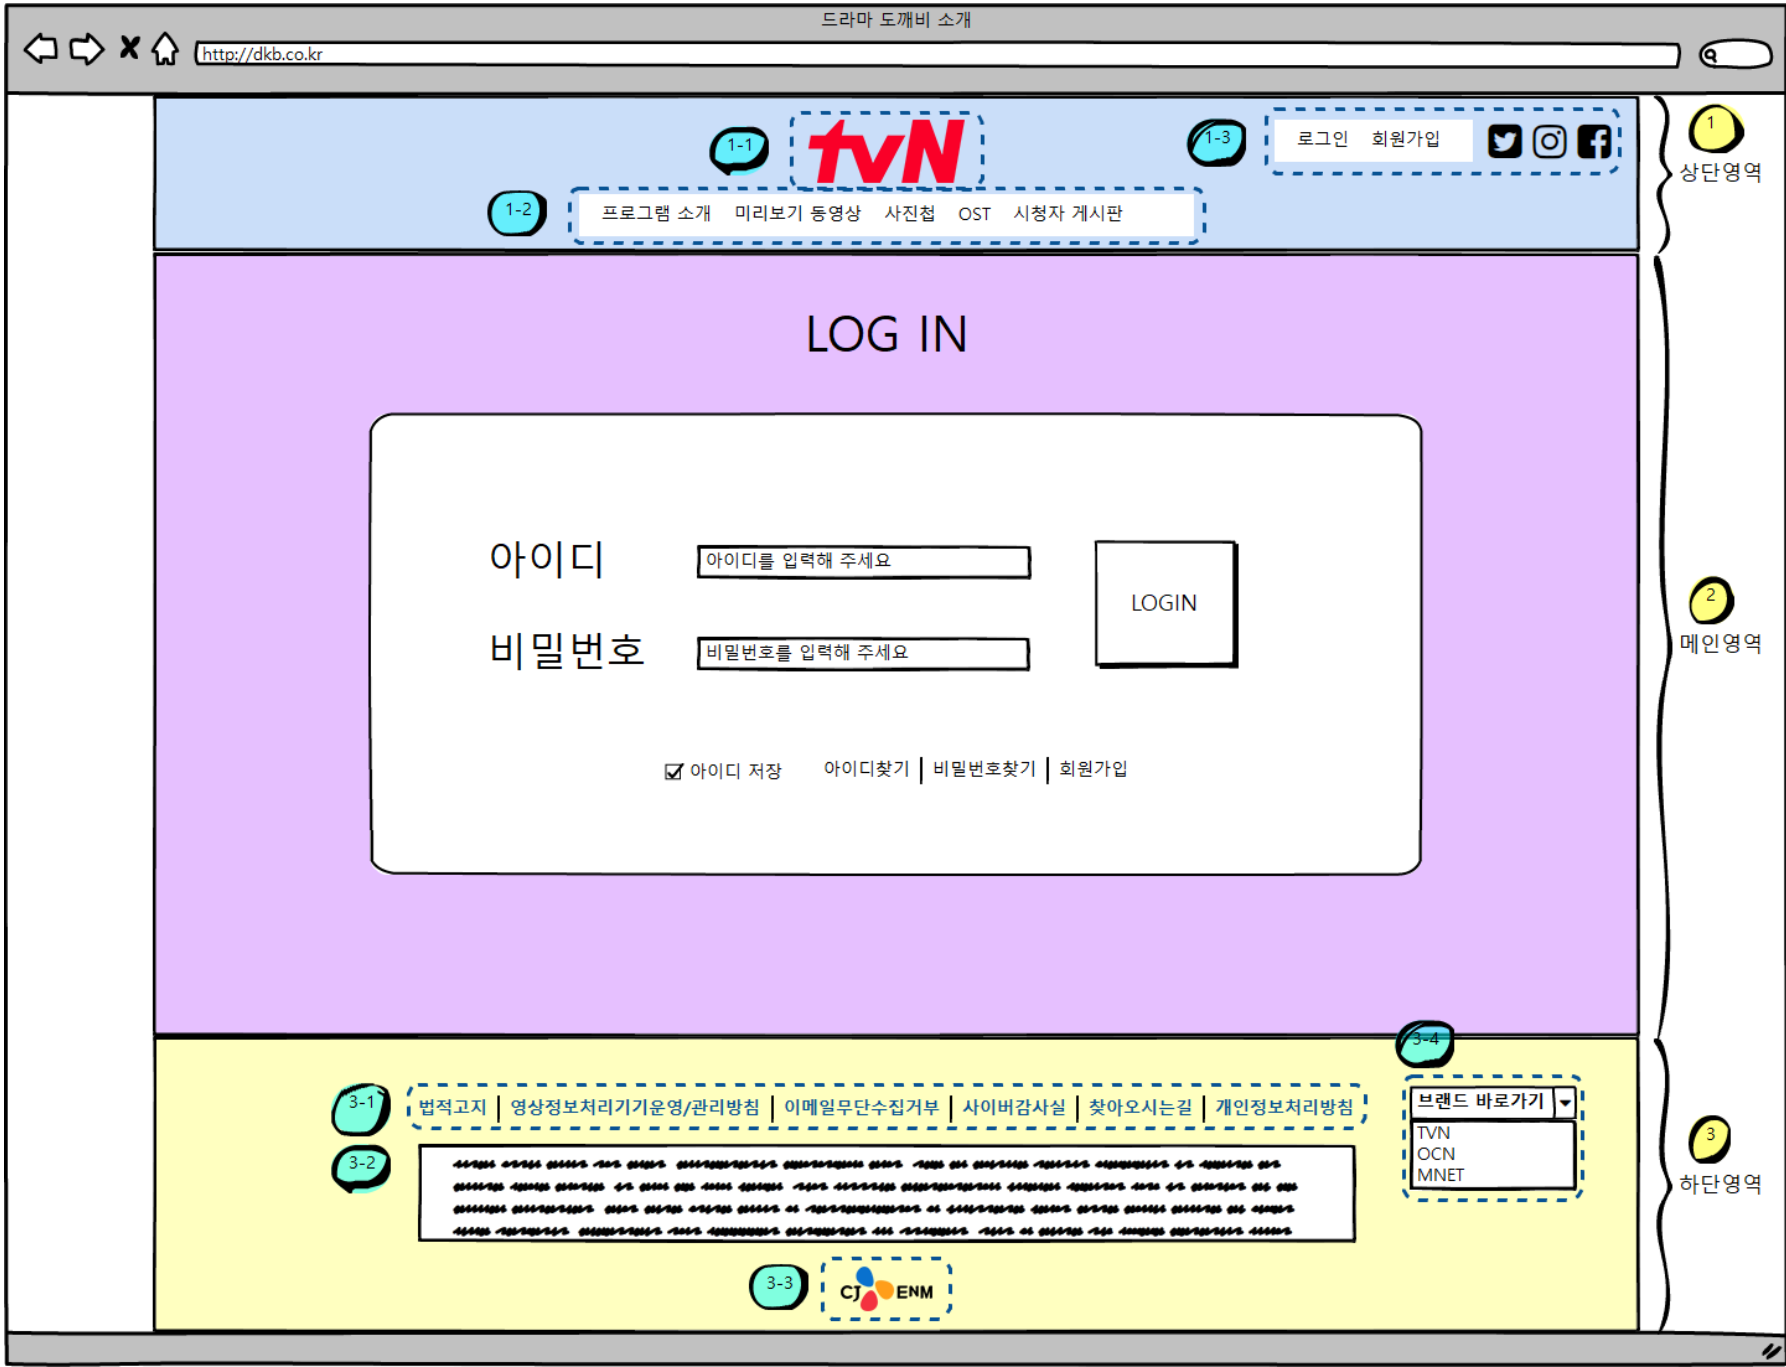 드라마 도깨비 소개
http://dkb.co.kr
1-1
tvN
1-3
로그인 회원가입
1
상단영역
1-2
프로그램 소개 미리보기 동영상 사진첩 OST 시청자 게시판
LOG IN
아이디
아이디를 입력해 주세요
LOGIN
비밀번호
비밀번호를 입력해 주세요
2
메인영역
아이디 저장 아이디찾기 비밀번호찾기 회원가입
3-4
3-1
법적고지 영상정보처리기기운영/관리방침 이메일무단수집거부 사이버감사실 찾아오시는길 개인정보처리방침
브랜드 바로가기
TVN
OCN
MNET
3
하단영역
3-2
3-3
CJ ENM